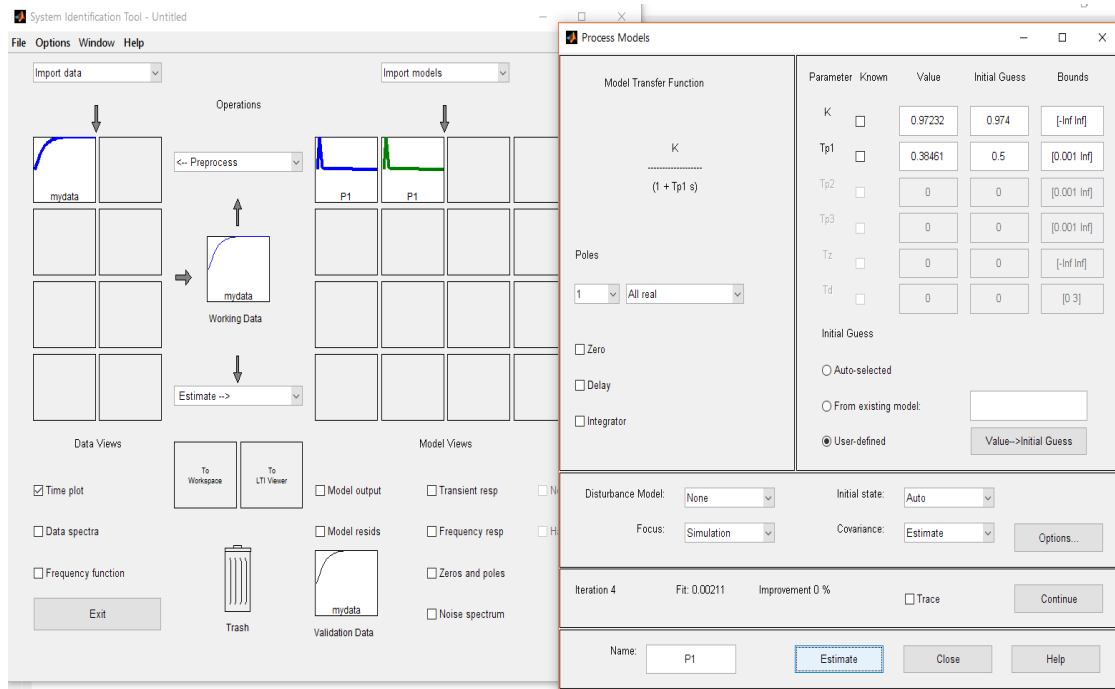 System Identification Tool - Untitled
File Options Window Help
Import data
Import models
Operations
<-- Preprocess
mydata
P1
P1
mydata
Working Data
Estimate -->
Data Views
Model Views
To Workspace
To LTI Viewer
Time plot
Data spectra
Frequency function
Model output
Transient resp
Model resids
Frequency resp
Zeros and poles
Noise spectrum
Exit
Trash
mydata
Validation Data
Process Models
Model Transfer Function
K
(1 + Tp1 s)
Poles
1 All real
Zero
Delay
Integrator
Parameter Known Value Initial Guess Bounds
K 0.97232 0.974 [-Inf Inf]
Tp1 0.38461 0.5 [0.001 Inf]
Tp2 0 0 [0.001 Inf]
Tp3 0 0 [0.001 Inf]
Tz 0 0 [-Inf Inf]
Td 0 0 [0 3]
Initial Guess
Auto-selected
From existing model:
User-defined
Value-->Initial Guess
Disturbance Model: None Initial state: Auto
Focus: Simulation Covariance: Estimate Options...
Iteration 4 Fit: 0.00211 Improvement 0 % Trace Continue
Name: P1 Estimate Close Help